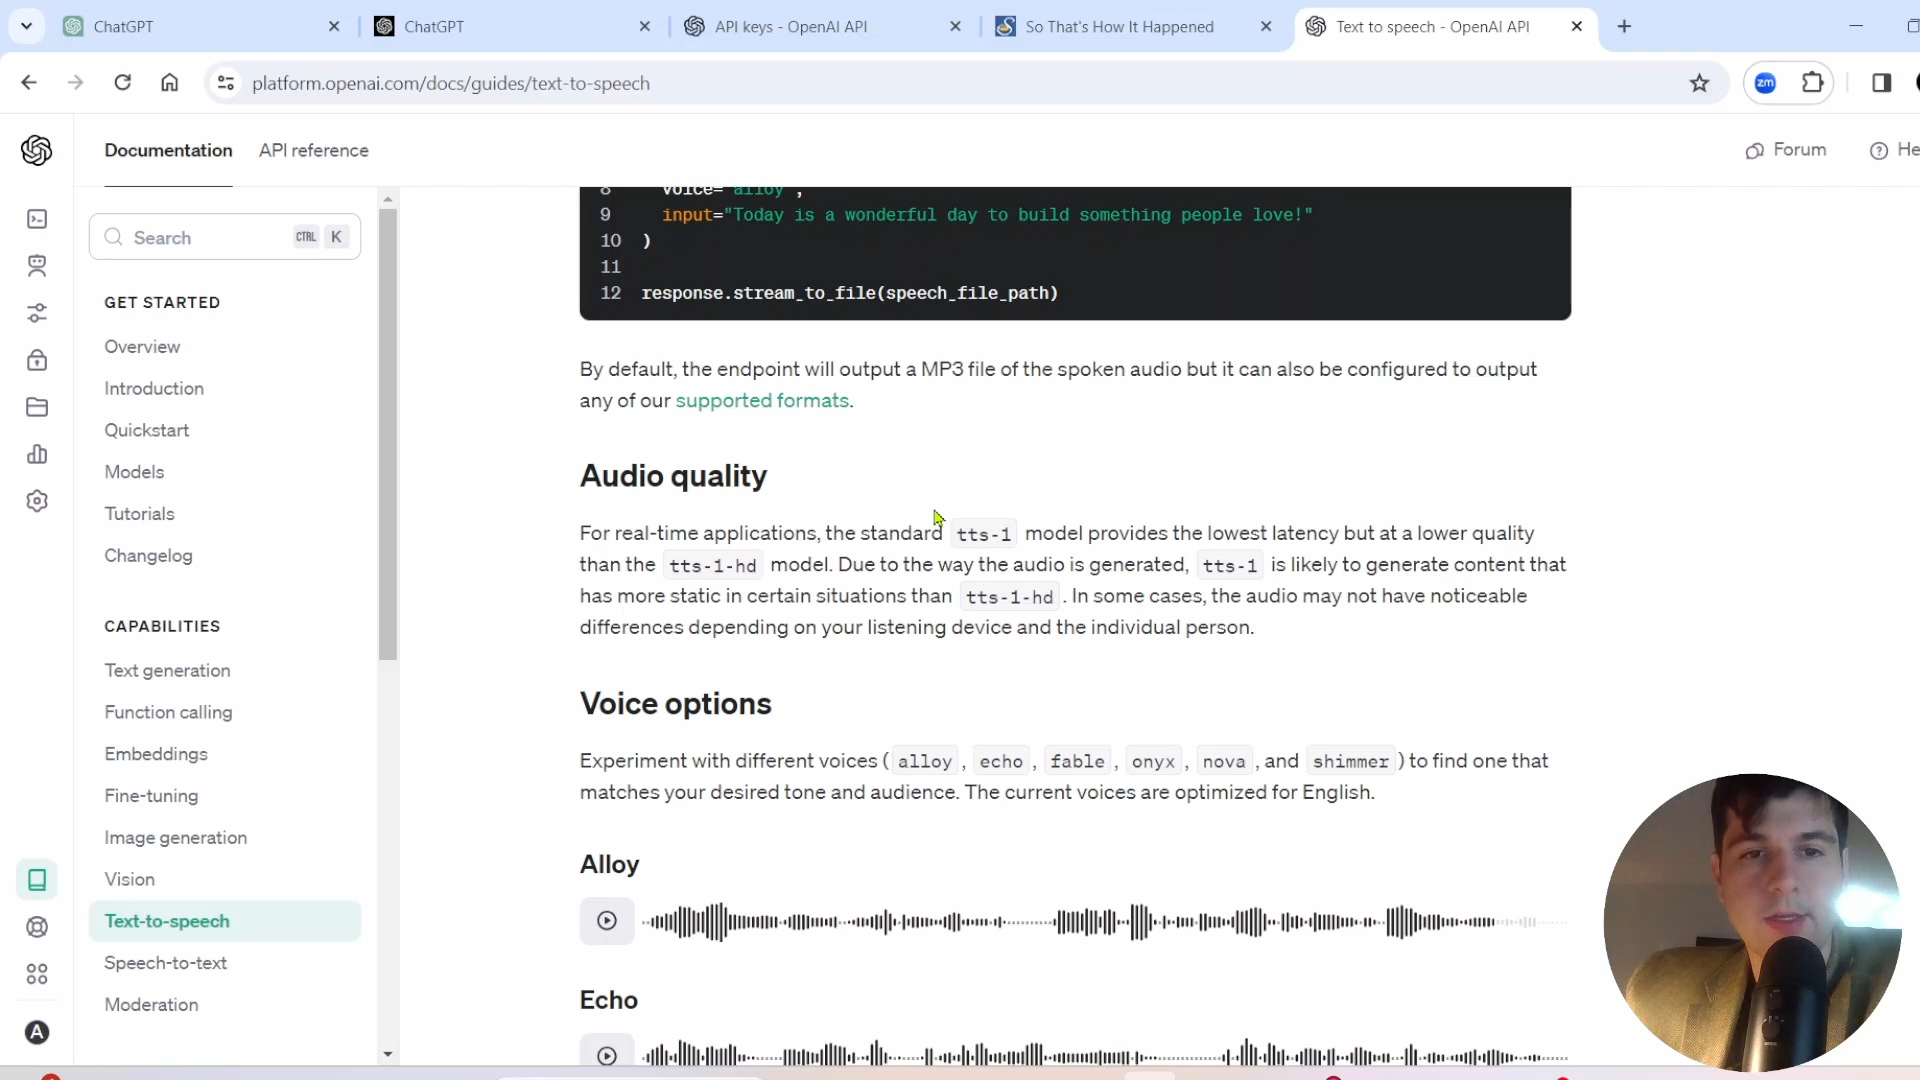 ChatGPT
ChatGPT
API keys - OpenAI API
So That's How It Happened
Text to speech - OpenAI API
platform.openai.com/docs/guides/text-to-speech
zm
Documentation
API reference
Forum
He
Search
CTRL K
GET STARTED
Overview
Introduction
Quickstart
Models
Tutorials
Changelog
CAPABILITIES
Text generation
Function calling
Embeddings
Fine-tuning
Image generation
Vision
Text-to-speech
Speech-to-text
Moderation
A
8 voice="alloy",
9 input="Today is a wonderful day to build something people love!"
10 )
11
12 response.stream_to_file(speech_file_path)
By default, the endpoint will output a MP3 file of the spoken audio but it can also be configured to output
any of our supported formats.
Audio quality
For real-time applications, the standard tts-1 model provides the lowest latency but at a lower quality
than the tts-1-hd model. Due to the way the audio is generated, tts-1 is likely to generate content that
has more static in certain situations than tts-1-hd. In some cases, the audio may not have noticeable
differences depending on your listening device and the individual person.
Voice options
Experiment with different voices (alloy, echo, fable, onyx, nova, and shimmer) to find one that
matches your desired tone and audience. The current voices are optimized for English.
Alloy
Echo